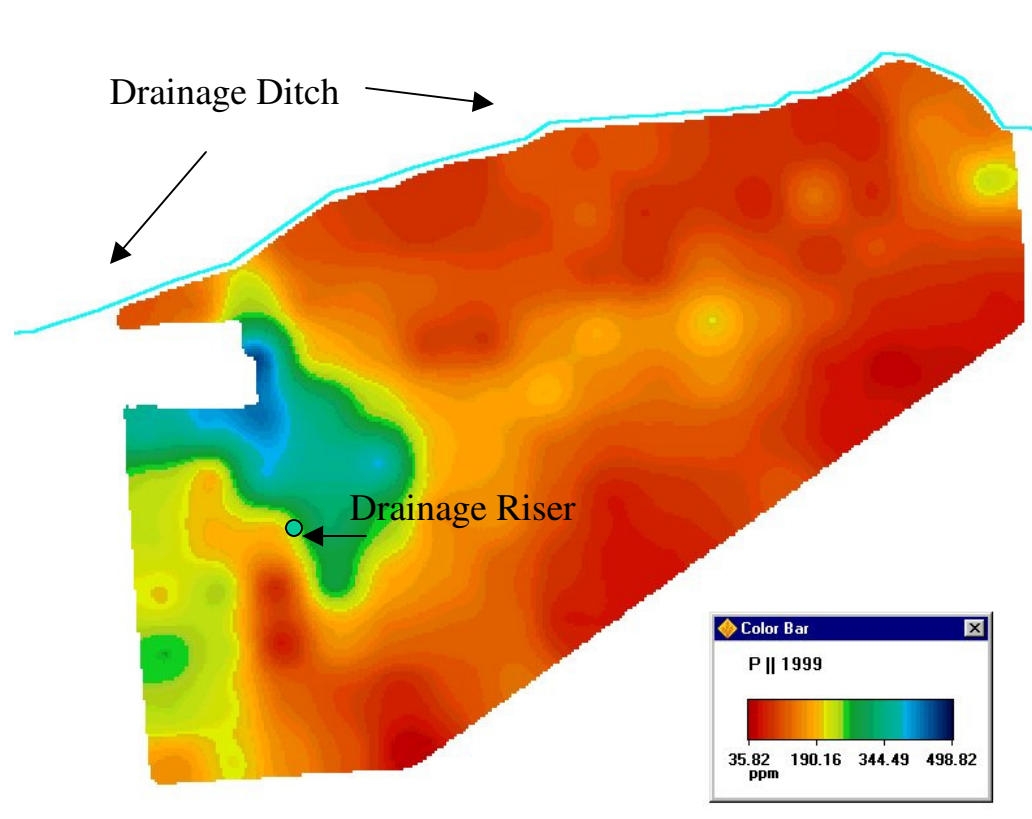 Drainage Ditch
Drainage Riser
Color Bar
P || 1999
35.82 190.16 344.49 498.82
ppm